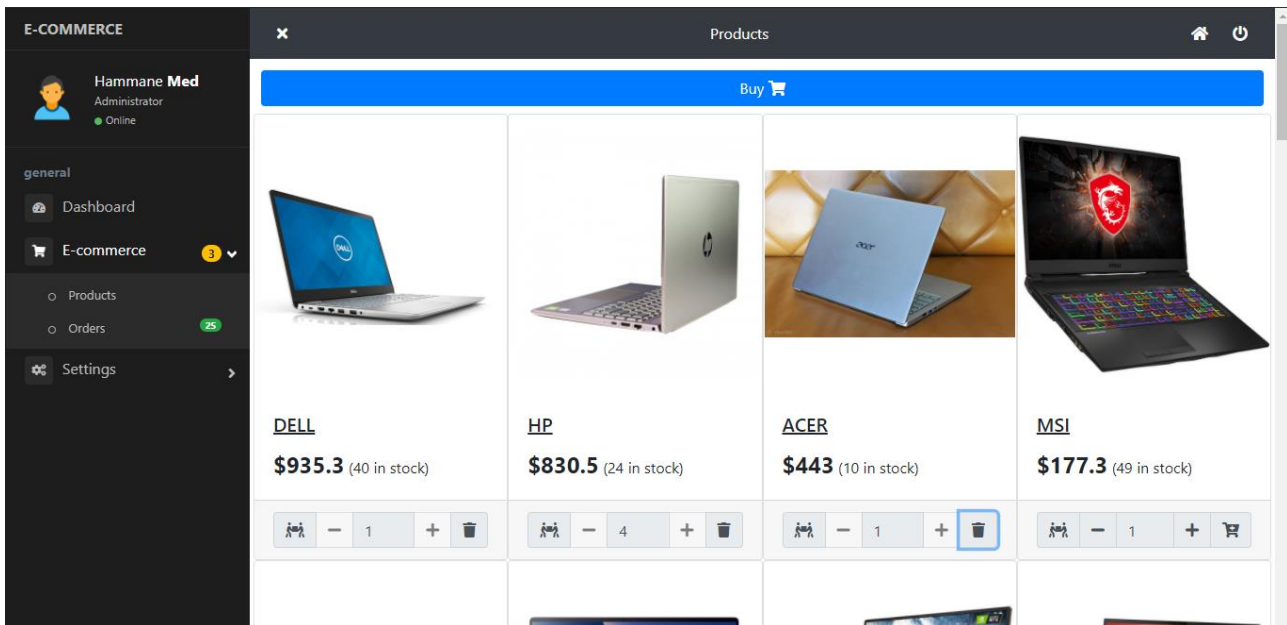 E-COMMERCE
Products
Hammane Med
Administrator
Online
Buy
general
Dashboard
E-commerce 3
Products
Orders 25
Settings
DELL
acer
DELL
$935.3 (40 in stock)
1
HP
$830.5 (24 in stock)
4
ACER
$443 (10 in stock)
1
MSI
$177.3 (49 in stock)
1